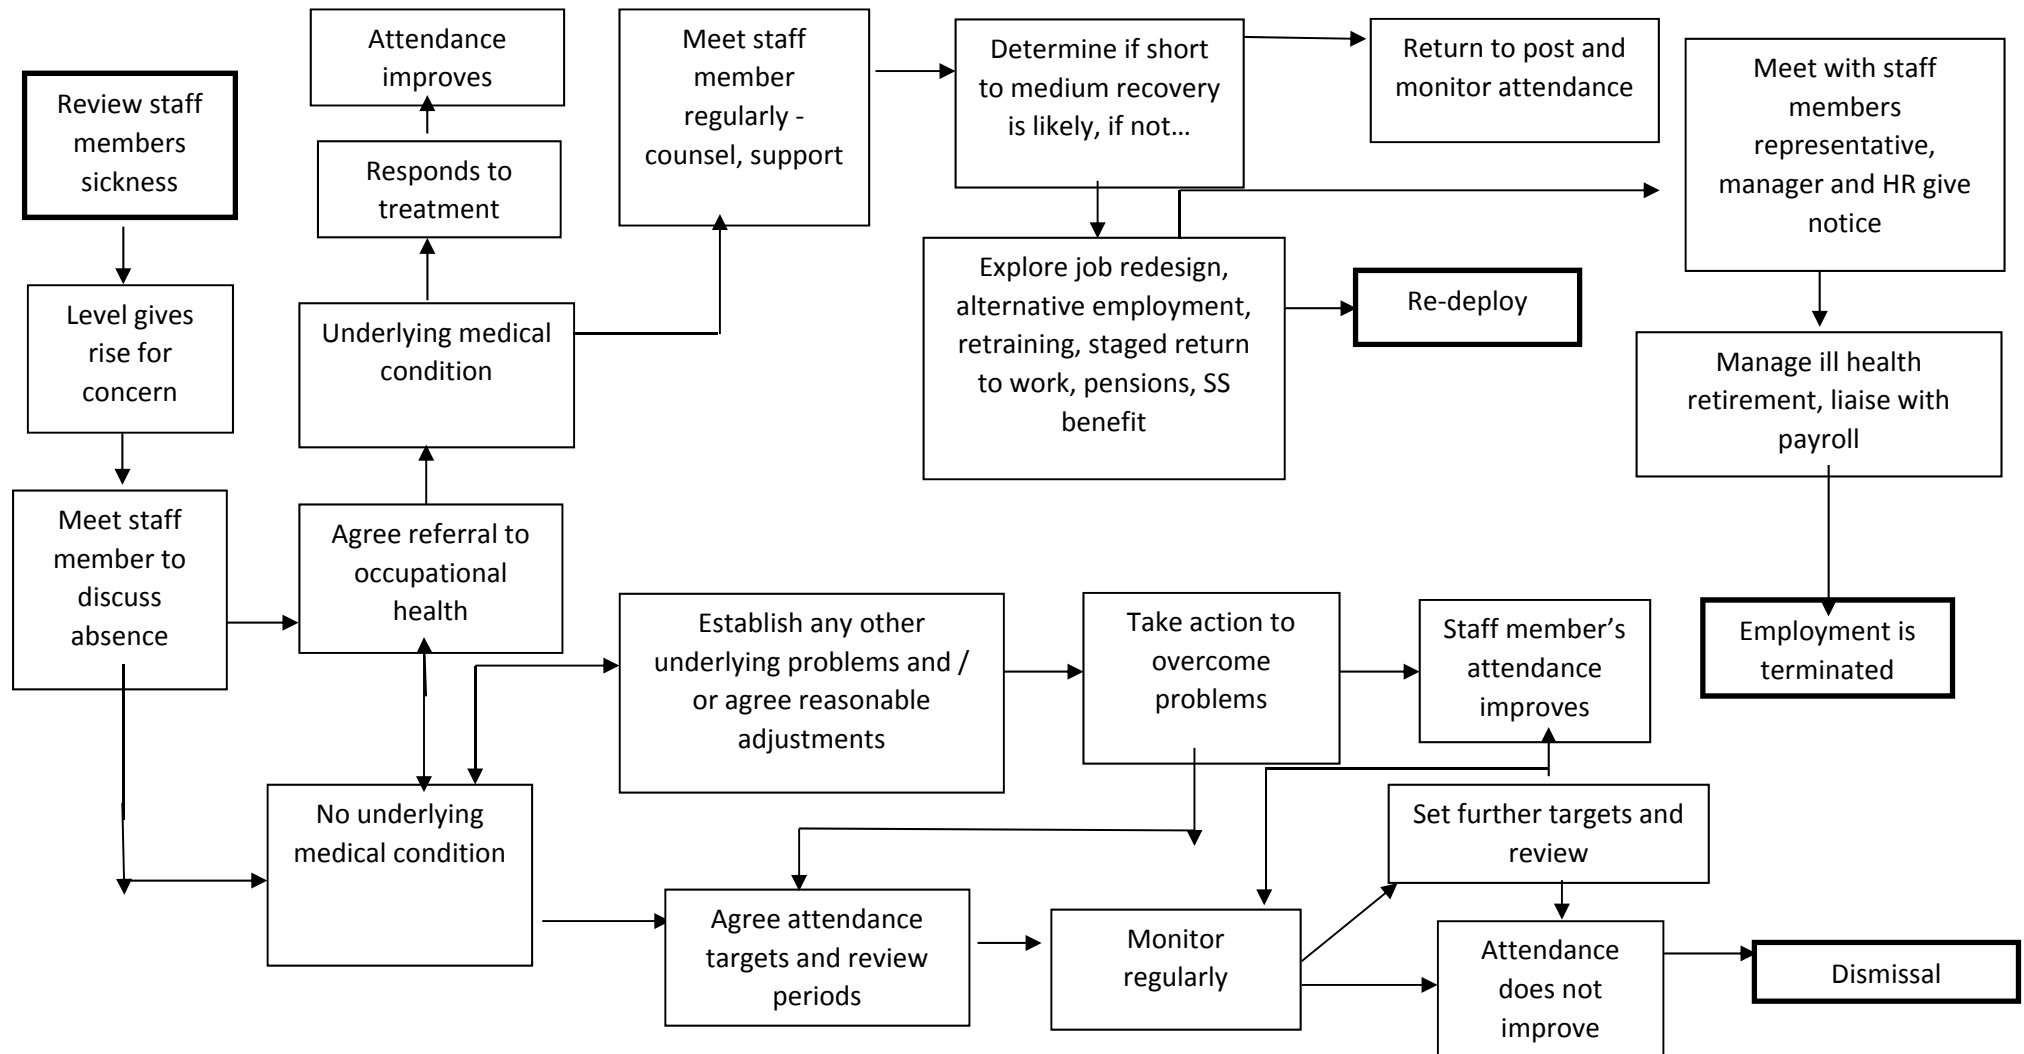 Review staff
members
sickness
Level gives
rise for
concern
Meet staff
member to
discuss
absence
Attendance
improves
Responds to
treatment
Underlying medical
condition
Agree referral to
occupational
health
No underlying
medical condition
Meet staff
member
regularly -
counsel, support
Determine if short
to medium recovery
is likely, if not...
Return to post and
monitor attendance
Explore job redesign,
alternative employment,
retraining, staged return
to work, pensions, SS
benefit
Re-deploy
Meet with staff
members
representative,
manager and HR give
notice
Manage ill health
retirement, liaise with
payroll
Employment is
terminated
Establish any other
underlying problems and /
or agree reasonable
adjustments
Take action to
overcome
problems
Staff member’s
attendance
improves
Agree attendance
targets and review
periods
Monitor
regularly
Set further targets and
review
Attendance
does not
improve
Dismissal